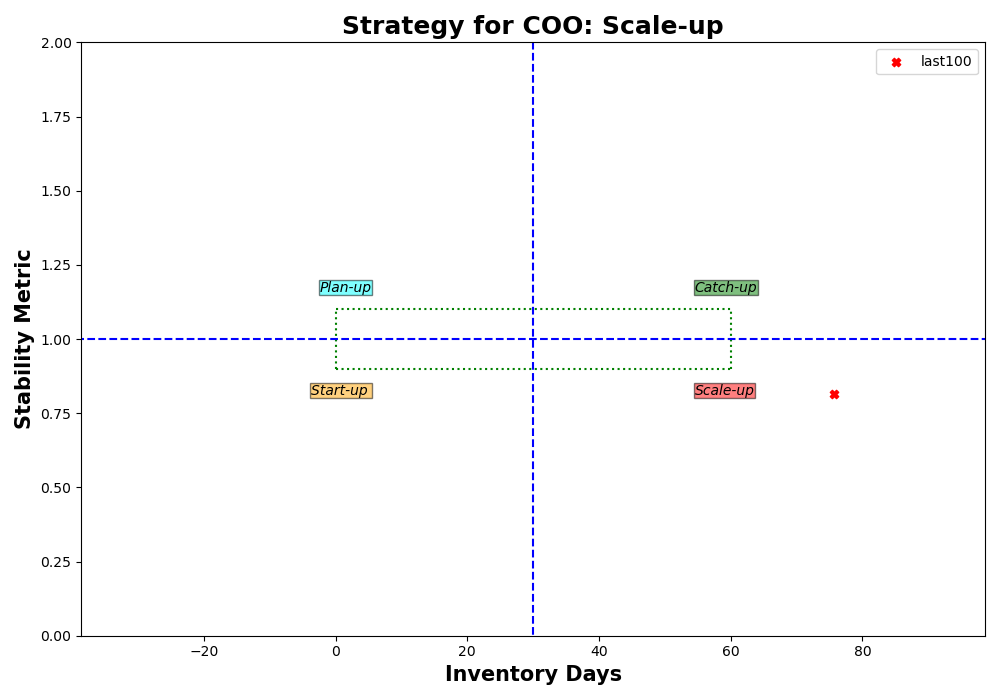 Strategy for COO: Scale-up
last100
2.00
1.75
1.50
1.25
1.00
0.75
0.50
0.25
0.00
Stability Metric
Plan-up
Catch-up
Start-up
Scale-up
−20
0
20
40
60
80
Inventory Days